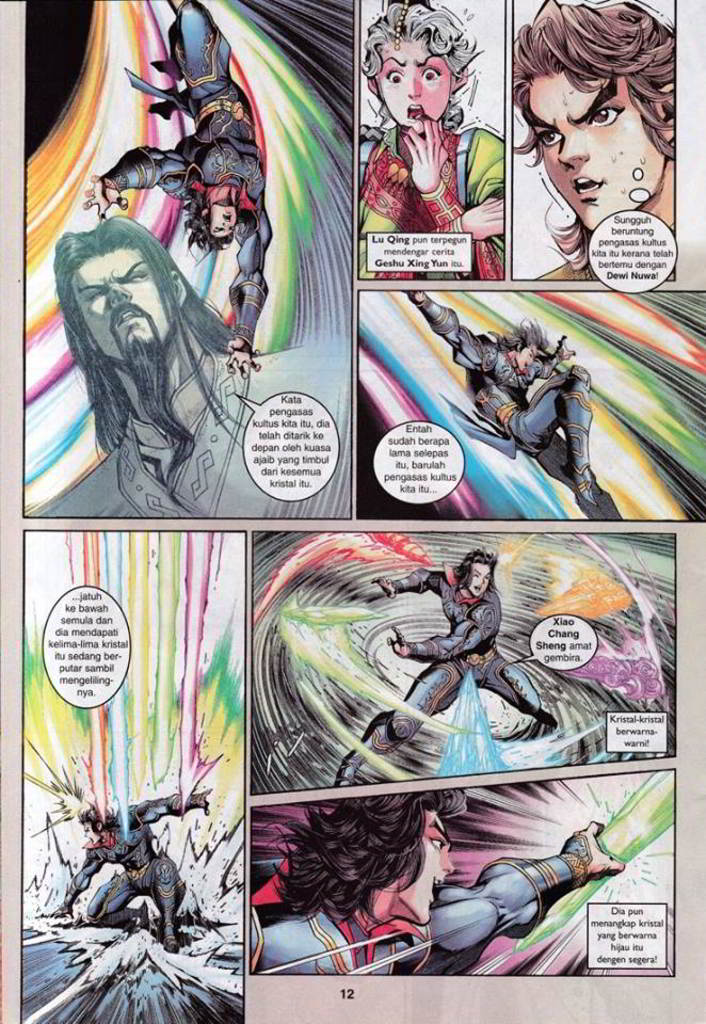 Kata
pengasas
kultus kita itu, dia
telah ditarik ke
depan oleh kuasa
ajaib yang timbul
dari kesemua
kristal itu.
Lu Qing pun terpegun
mendengar cerita
Geshu Xing Yun itu.
Sungguh
beruntung
pengasas kultus
kita itu kerana telah
bertemu dengan
Dewi Nuwa!
Entah
sudah berapa
lama selepas
itu, barulah
pengasas kultus
kita itu...
...jatuh
ke bawah
semula dan
dia mendapati
kelima-lima kristal
itu sedang ber-
putar sambil
mengeliling-
nya.
Xiao
Chang
Sheng amat
gembira.
Kristal-kristal
berwarna-
warni!
Dia pun
menangkap kristal
yang berwarna
hijau itu
dengen segera!
12